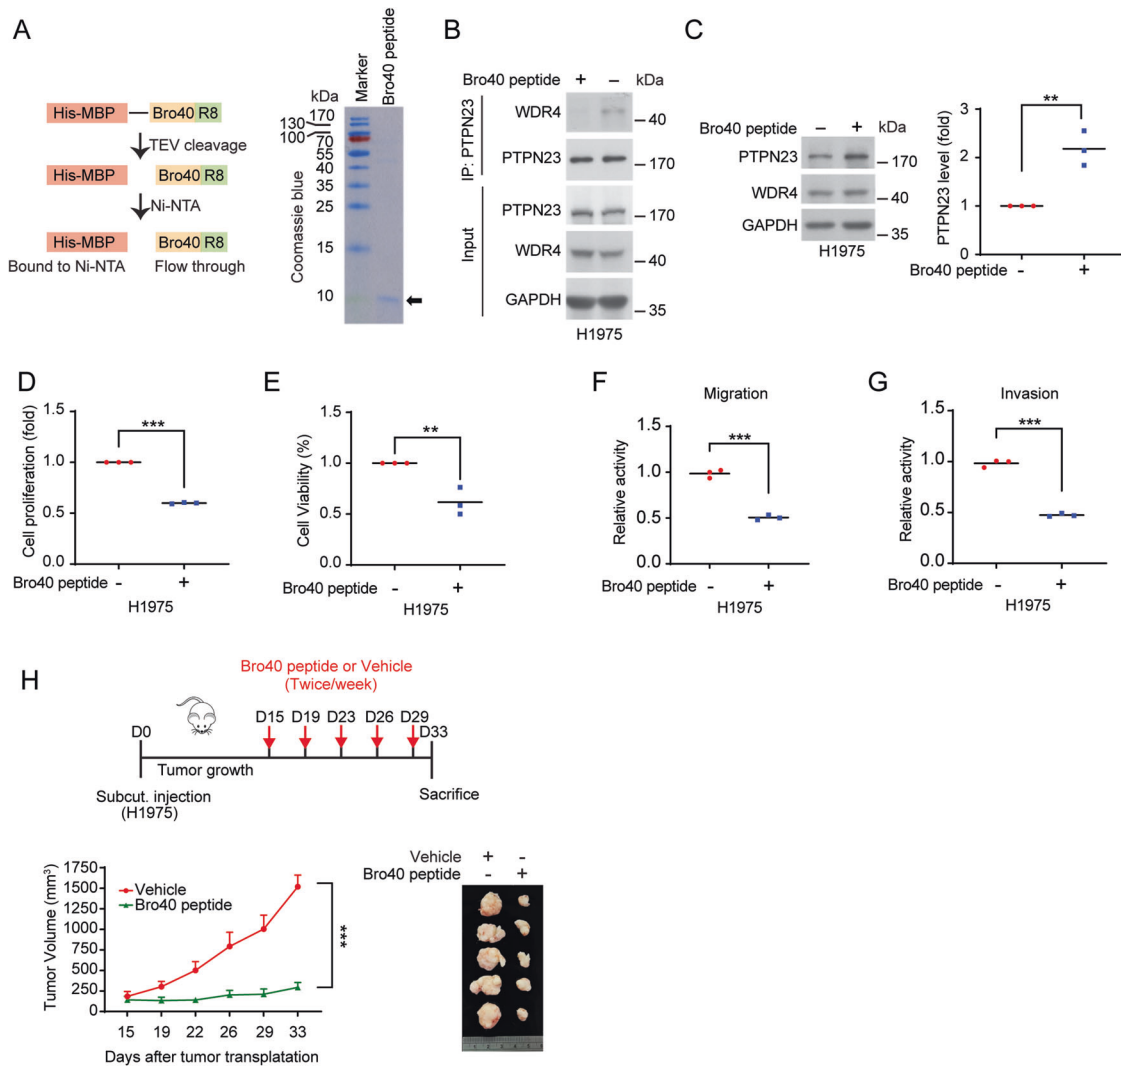 A
His-MBP
Bro40 R8
TEV cleavage
His-MBP
Bro40 R8
Ni-NTA
His-MBP
Bro40 R8
Bound to Ni-NTA
Flow through
kDa
Marker
Bro40 peptide
170
130
100
70
55
40
35
25
15
10
Coomassie blue
B
Bro40 peptide + – kDa
IP: PTPN23
WDR4
40
PTPN23
170
Input
PTPN23
170
WDR4
40
GAPDH
35
H1975
C
Bro40 peptide – + kDa
PTPN23
170
WDR4
40
GAPDH
35
H1975
PTPN23 level (fold)
3
2
1
0
**
Bro40 peptide - +
D
Cell proliferation (fold)
1.5
1.0
0.5
0.0
***
Bro40 peptide - +
H1975
E
Cell Viability (%)
1.5
1.0
0.5
0.0
**
Bro40 peptide - +
H1975
F
Migration
Relative activity
1.5
1.0
0.5
0.0
***
Bro40 peptide - +
H1975
G
Invasion
Relative activity
1.5
1.0
0.5
0.0
***
Bro40 peptide - +
H1975
H
Bro40 peptide or Vehicle
(Twice/week)
D0
D15 D19 D23 D26 D29
D33
Tumor growth
Subcut. injection
(H1975)
Sacrifice
Tumor Volume (mm³)
1750
1500
1250
1000
750
500
250
0
Vehicle
Bro40 peptide
***
15 19 22 26 29 33
Days after tumor transplatation
Vehicle + -
Bro40 peptide - +